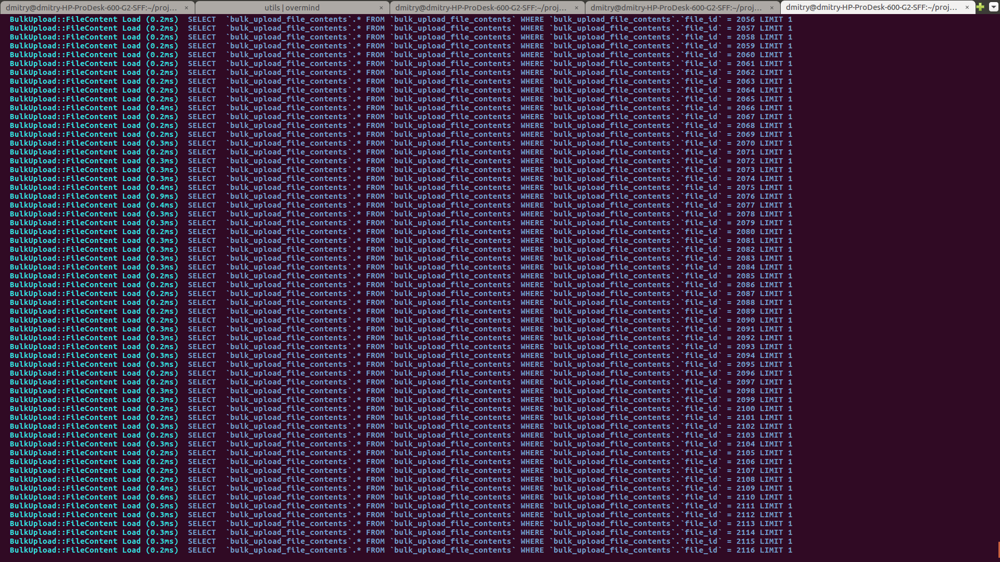 dmitry@dmitry-HP-ProDesk-600-G2-SFF:~/proj... × utils | overmind × dmitry@dmitry-HP-ProDesk-600-G2-SFF:~/proj... × dmitry@dmitry-HP-ProDesk-600-G2-SFF:~/proj... × dmitry@dmitry-HP-ProDesk-600-G2-SFF:~/proj... ×
BulkUpload::FileContent Load (0.2ms)  SELECT  `bulk_upload_file_contents`.* FROM `bulk_upload_file_contents` WHERE `bulk_upload_file_contents`.`file_id` = 2056 LIMIT 1
BulkUpload::FileContent Load (0.2ms)  SELECT  `bulk_upload_file_contents`.* FROM `bulk_upload_file_contents` WHERE `bulk_upload_file_contents`.`file_id` = 2057 LIMIT 1
BulkUpload::FileContent Load (0.2ms)  SELECT  `bulk_upload_file_contents`.* FROM `bulk_upload_file_contents` WHERE `bulk_upload_file_contents`.`file_id` = 2058 LIMIT 1
BulkUpload::FileContent Load (0.2ms)  SELECT  `bulk_upload_file_contents`.* FROM `bulk_upload_file_contents` WHERE `bulk_upload_file_contents`.`file_id` = 2059 LIMIT 1
BulkUpload::FileContent Load (0.2ms)  SELECT  `bulk_upload_file_contents`.* FROM `bulk_upload_file_contents` WHERE `bulk_upload_file_contents`.`file_id` = 2060 LIMIT 1
BulkUpload::FileContent Load (0.2ms)  SELECT  `bulk_upload_file_contents`.* FROM `bulk_upload_file_contents` WHERE `bulk_upload_file_contents`.`file_id` = 2061 LIMIT 1
BulkUpload::FileContent Load (0.2ms)  SELECT  `bulk_upload_file_contents`.* FROM `bulk_upload_file_contents` WHERE `bulk_upload_file_contents`.`file_id` = 2062 LIMIT 1
BulkUpload::FileContent Load (0.2ms)  SELECT  `bulk_upload_file_contents`.* FROM `bulk_upload_file_contents` WHERE `bulk_upload_file_contents`.`file_id` = 2063 LIMIT 1
BulkUpload::FileContent Load (0.2ms)  SELECT  `bulk_upload_file_contents`.* FROM `bulk_upload_file_contents` WHERE `bulk_upload_file_contents`.`file_id` = 2064 LIMIT 1
BulkUpload::FileContent Load (0.2ms)  SELECT  `bulk_upload_file_contents`.* FROM `bulk_upload_file_contents` WHERE `bulk_upload_file_contents`.`file_id` = 2065 LIMIT 1
BulkUpload::FileContent Load (0.4ms)  SELECT  `bulk_upload_file_contents`.* FROM `bulk_upload_file_contents` WHERE `bulk_upload_file_contents`.`file_id` = 2066 LIMIT 1
BulkUpload::FileContent Load (0.2ms)  SELECT  `bulk_upload_file_contents`.* FROM `bulk_upload_file_contents` WHERE `bulk_upload_file_contents`.`file_id` = 2067 LIMIT 1
BulkUpload::FileContent Load (0.2ms)  SELECT  `bulk_upload_file_contents`.* FROM `bulk_upload_file_contents` WHERE `bulk_upload_file_contents`.`file_id` = 2068 LIMIT 1
BulkUpload::FileContent Load (0.2ms)  SELECT  `bulk_upload_file_contents`.* FROM `bulk_upload_file_contents` WHERE `bulk_upload_file_contents`.`file_id` = 2069 LIMIT 1
BulkUpload::FileContent Load (0.3ms)  SELECT  `bulk_upload_file_contents`.* FROM `bulk_upload_file_contents` WHERE `bulk_upload_file_contents`.`file_id` = 2070 LIMIT 1
BulkUpload::FileContent Load (0.2ms)  SELECT  `bulk_upload_file_contents`.* FROM `bulk_upload_file_contents` WHERE `bulk_upload_file_contents`.`file_id` = 2071 LIMIT 1
BulkUpload::FileContent Load (0.3ms)  SELECT  `bulk_upload_file_contents`.* FROM `bulk_upload_file_contents` WHERE `bulk_upload_file_contents`.`file_id` = 2072 LIMIT 1
BulkUpload::FileContent Load (0.3ms)  SELECT  `bulk_upload_file_contents`.* FROM `bulk_upload_file_contents` WHERE `bulk_upload_file_contents`.`file_id` = 2073 LIMIT 1
BulkUpload::FileContent Load (0.3ms)  SELECT  `bulk_upload_file_contents`.* FROM `bulk_upload_file_contents` WHERE `bulk_upload_file_contents`.`file_id` = 2074 LIMIT 1
BulkUpload::FileContent Load (0.4ms)  SELECT  `bulk_upload_file_contents`.* FROM `bulk_upload_file_contents` WHERE `bulk_upload_file_contents`.`file_id` = 2075 LIMIT 1
BulkUpload::FileContent Load (0.9ms)  SELECT  `bulk_upload_file_contents`.* FROM `bulk_upload_file_contents` WHERE `bulk_upload_file_contents`.`file_id` = 2076 LIMIT 1
BulkUpload::FileContent Load (0.4ms)  SELECT  `bulk_upload_file_contents`.* FROM `bulk_upload_file_contents` WHERE `bulk_upload_file_contents`.`file_id` = 2077 LIMIT 1
BulkUpload::FileContent Load (0.3ms)  SELECT  `bulk_upload_file_contents`.* FROM `bulk_upload_file_contents` WHERE `bulk_upload_file_contents`.`file_id` = 2078 LIMIT 1
BulkUpload::FileContent Load (0.3ms)  SELECT  `bulk_upload_file_contents`.* FROM `bulk_upload_file_contents` WHERE `bulk_upload_file_contents`.`file_id` = 2079 LIMIT 1
BulkUpload::FileContent Load (0.2ms)  SELECT  `bulk_upload_file_contents`.* FROM `bulk_upload_file_contents` WHERE `bulk_upload_file_contents`.`file_id` = 2080 LIMIT 1
BulkUpload::FileContent Load (0.3ms)  SELECT  `bulk_upload_file_contents`.* FROM `bulk_upload_file_contents` WHERE `bulk_upload_file_contents`.`file_id` = 2081 LIMIT 1
BulkUpload::FileContent Load (0.3ms)  SELECT  `bulk_upload_file_contents`.* FROM `bulk_upload_file_contents` WHERE `bulk_upload_file_contents`.`file_id` = 2082 LIMIT 1
BulkUpload::FileContent Load (0.3ms)  SELECT  `bulk_upload_file_contents`.* FROM `bulk_upload_file_contents` WHERE `bulk_upload_file_contents`.`file_id` = 2083 LIMIT 1
BulkUpload::FileContent Load (0.3ms)  SELECT  `bulk_upload_file_contents`.* FROM `bulk_upload_file_contents` WHERE `bulk_upload_file_contents`.`file_id` = 2084 LIMIT 1
BulkUpload::FileContent Load (0.2ms)  SELECT  `bulk_upload_file_contents`.* FROM `bulk_upload_file_contents` WHERE `bulk_upload_file_contents`.`file_id` = 2085 LIMIT 1
BulkUpload::FileContent Load (0.2ms)  SELECT  `bulk_upload_file_contents`.* FROM `bulk_upload_file_contents` WHERE `bulk_upload_file_contents`.`file_id` = 2086 LIMIT 1
BulkUpload::FileContent Load (0.2ms)  SELECT  `bulk_upload_file_contents`.* FROM `bulk_upload_file_contents` WHERE `bulk_upload_file_contents`.`file_id` = 2087 LIMIT 1
BulkUpload::FileContent Load (0.2ms)  SELECT  `bulk_upload_file_contents`.* FROM `bulk_upload_file_contents` WHERE `bulk_upload_file_contents`.`file_id` = 2088 LIMIT 1
BulkUpload::FileContent Load (0.2ms)  SELECT  `bulk_upload_file_contents`.* FROM `bulk_upload_file_contents` WHERE `bulk_upload_file_contents`.`file_id` = 2089 LIMIT 1
BulkUpload::FileContent Load (0.2ms)  SELECT  `bulk_upload_file_contents`.* FROM `bulk_upload_file_contents` WHERE `bulk_upload_file_contents`.`file_id` = 2090 LIMIT 1
BulkUpload::FileContent Load (0.3ms)  SELECT  `bulk_upload_file_contents`.* FROM `bulk_upload_file_contents` WHERE `bulk_upload_file_contents`.`file_id` = 2091 LIMIT 1
BulkUpload::FileContent Load (0.3ms)  SELECT  `bulk_upload_file_contents`.* FROM `bulk_upload_file_contents` WHERE `bulk_upload_file_contents`.`file_id` = 2092 LIMIT 1
BulkUpload::FileContent Load (0.2ms)  SELECT  `bulk_upload_file_contents`.* FROM `bulk_upload_file_contents` WHERE `bulk_upload_file_contents`.`file_id` = 2093 LIMIT 1
BulkUpload::FileContent Load (0.3ms)  SELECT  `bulk_upload_file_contents`.* FROM `bulk_upload_file_contents` WHERE `bulk_upload_file_contents`.`file_id` = 2094 LIMIT 1
BulkUpload::FileContent Load (0.3ms)  SELECT  `bulk_upload_file_contents`.* FROM `bulk_upload_file_contents` WHERE `bulk_upload_file_contents`.`file_id` = 2095 LIMIT 1
BulkUpload::FileContent Load (0.2ms)  SELECT  `bulk_upload_file_contents`.* FROM `bulk_upload_file_contents` WHERE `bulk_upload_file_contents`.`file_id` = 2096 LIMIT 1
BulkUpload::FileContent Load (0.2ms)  SELECT  `bulk_upload_file_contents`.* FROM `bulk_upload_file_contents` WHERE `bulk_upload_file_contents`.`file_id` = 2097 LIMIT 1
BulkUpload::FileContent Load (0.3ms)  SELECT  `bulk_upload_file_contents`.* FROM `bulk_upload_file_contents` WHERE `bulk_upload_file_contents`.`file_id` = 2098 LIMIT 1
BulkUpload::FileContent Load (0.3ms)  SELECT  `bulk_upload_file_contents`.* FROM `bulk_upload_file_contents` WHERE `bulk_upload_file_contents`.`file_id` = 2099 LIMIT 1
BulkUpload::FileContent Load (0.2ms)  SELECT  `bulk_upload_file_contents`.* FROM `bulk_upload_file_contents` WHERE `bulk_upload_file_contents`.`file_id` = 2100 LIMIT 1
BulkUpload::FileContent Load (0.2ms)  SELECT  `bulk_upload_file_contents`.* FROM `bulk_upload_file_contents` WHERE `bulk_upload_file_contents`.`file_id` = 2101 LIMIT 1
BulkUpload::FileContent Load (0.3ms)  SELECT  `bulk_upload_file_contents`.* FROM `bulk_upload_file_contents` WHERE `bulk_upload_file_contents`.`file_id` = 2102 LIMIT 1
BulkUpload::FileContent Load (0.2ms)  SELECT  `bulk_upload_file_contents`.* FROM `bulk_upload_file_contents` WHERE `bulk_upload_file_contents`.`file_id` = 2103 LIMIT 1
BulkUpload::FileContent Load (0.3ms)  SELECT  `bulk_upload_file_contents`.* FROM `bulk_upload_file_contents` WHERE `bulk_upload_file_contents`.`file_id` = 2104 LIMIT 1
BulkUpload::FileContent Load (0.2ms)  SELECT  `bulk_upload_file_contents`.* FROM `bulk_upload_file_contents` WHERE `bulk_upload_file_contents`.`file_id` = 2105 LIMIT 1
BulkUpload::FileContent Load (0.2ms)  SELECT  `bulk_upload_file_contents`.* FROM `bulk_upload_file_contents` WHERE `bulk_upload_file_contents`.`file_id` = 2106 LIMIT 1
BulkUpload::FileContent Load (0.2ms)  SELECT  `bulk_upload_file_contents`.* FROM `bulk_upload_file_contents` WHERE `bulk_upload_file_contents`.`file_id` = 2107 LIMIT 1
BulkUpload::FileContent Load (0.2ms)  SELECT  `bulk_upload_file_contents`.* FROM `bulk_upload_file_contents` WHERE `bulk_upload_file_contents`.`file_id` = 2108 LIMIT 1
BulkUpload::FileContent Load (0.4ms)  SELECT  `bulk_upload_file_contents`.* FROM `bulk_upload_file_contents` WHERE `bulk_upload_file_contents`.`file_id` = 2109 LIMIT 1
BulkUpload::FileContent Load (0.6ms)  SELECT  `bulk_upload_file_contents`.* FROM `bulk_upload_file_contents` WHERE `bulk_upload_file_contents`.`file_id` = 2110 LIMIT 1
BulkUpload::FileContent Load (0.5ms)  SELECT  `bulk_upload_file_contents`.* FROM `bulk_upload_file_contents` WHERE `bulk_upload_file_contents`.`file_id` = 2111 LIMIT 1
BulkUpload::FileContent Load (0.3ms)  SELECT  `bulk_upload_file_contents`.* FROM `bulk_upload_file_contents` WHERE `bulk_upload_file_contents`.`file_id` = 2112 LIMIT 1
BulkUpload::FileContent Load (0.3ms)  SELECT  `bulk_upload_file_contents`.* FROM `bulk_upload_file_contents` WHERE `bulk_upload_file_contents`.`file_id` = 2113 LIMIT 1
BulkUpload::FileContent Load (0.3ms)  SELECT  `bulk_upload_file_contents`.* FROM `bulk_upload_file_contents` WHERE `bulk_upload_file_contents`.`file_id` = 2114 LIMIT 1
BulkUpload::FileContent Load (0.3ms)  SELECT  `bulk_upload_file_contents`.* FROM `bulk_upload_file_contents` WHERE `bulk_upload_file_contents`.`file_id` = 2115 LIMIT 1
BulkUpload::FileContent Load (0.2ms)  SELECT  `bulk_upload_file_contents`.* FROM `bulk_upload_file_contents` WHERE `bulk_upload_file_contents`.`file_id` = 2116 LIMIT 1